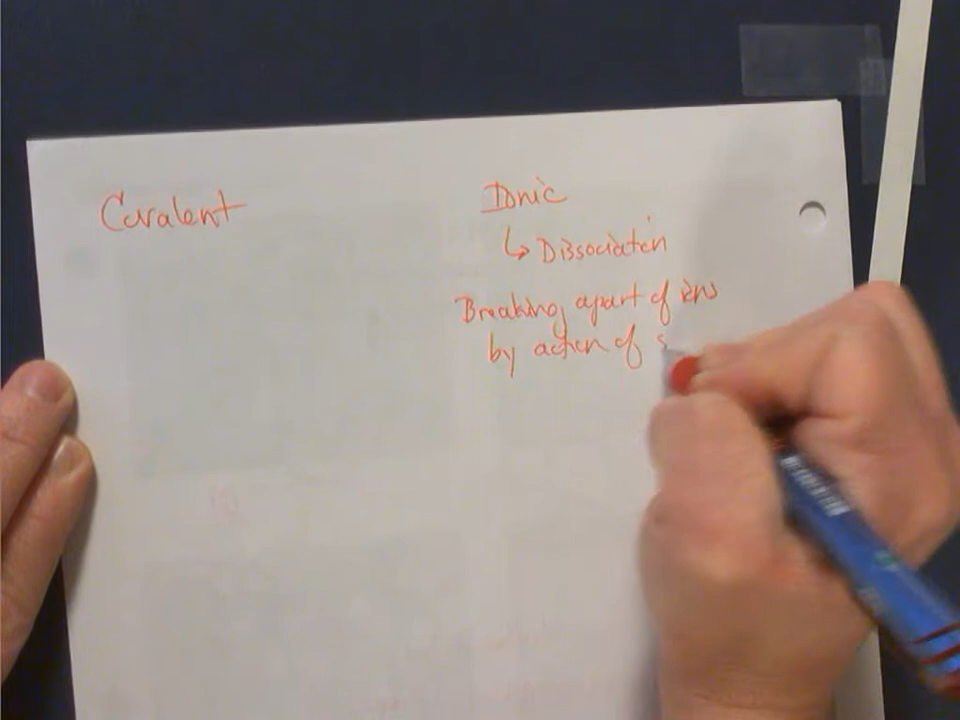 Covalent
Ionic
↳ Dissociation
Breaking apart of ions
by action of s